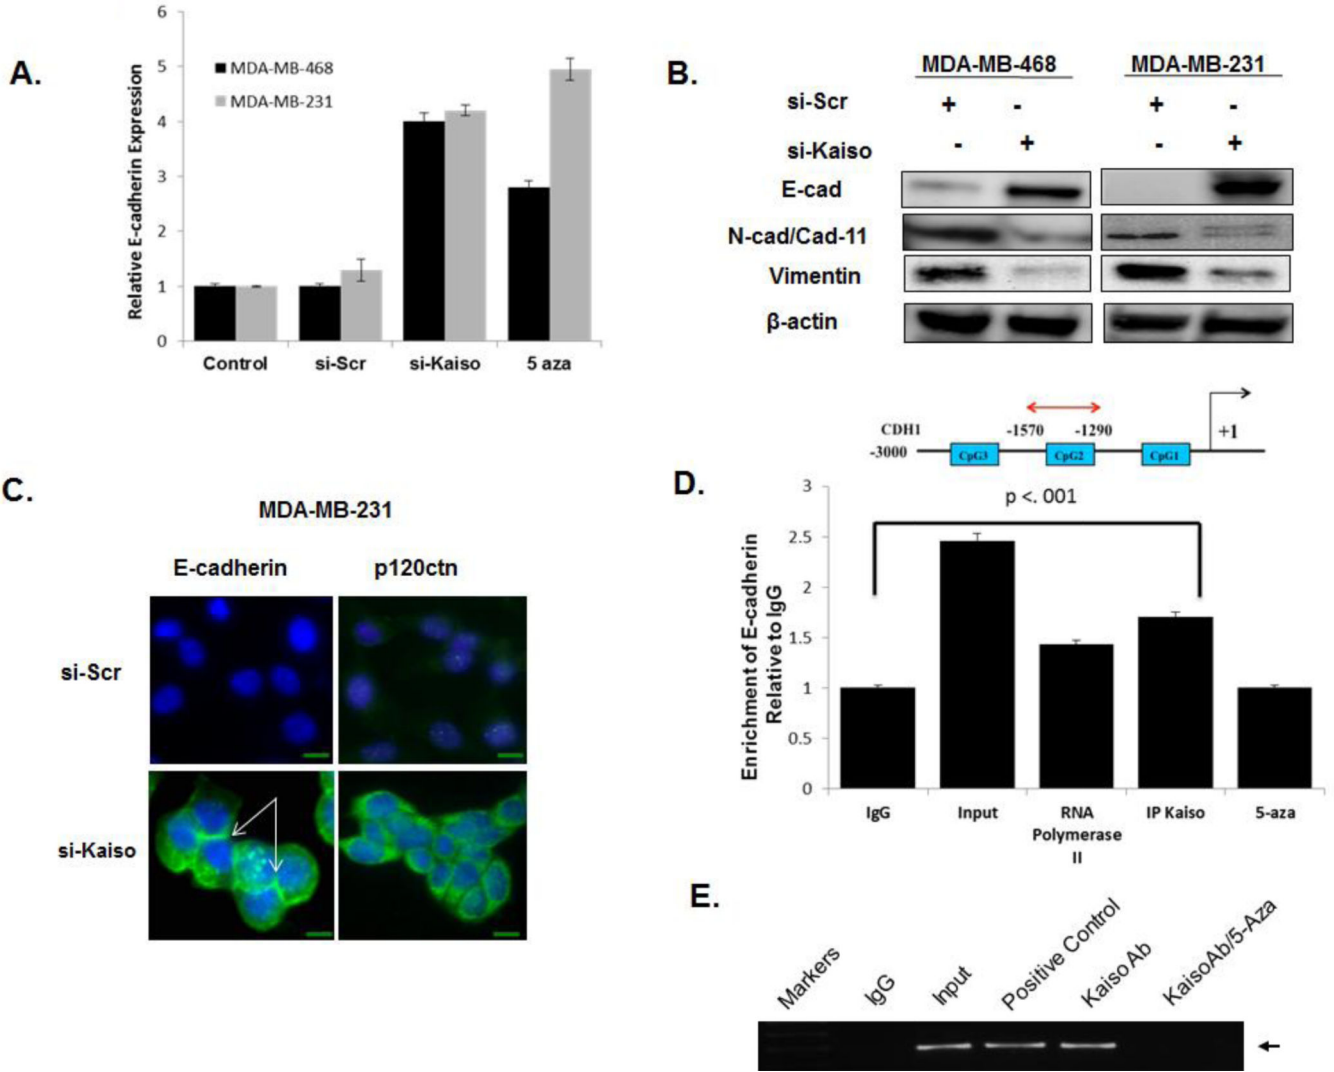 A.
6
5
4
3
2
1
0
Relative E-cadherin Expression
MDA-MB-468
MDA-MB-231
Control si-Scr si-Kaiso 5 aza
B.
MDA-MB-468 MDA-MB-231
si-Scr + - + -
si-Kaiso - + - +
E-cad
N-cad/Cad-11
Vimentin
β-actin
C.
MDA-MB-231
E-cadherin p120ctn
si-Scr
si-Kaiso
CDH1 -1570 -1290 +1
-3000 CpG3 CpG2 CpG1
D.
p <. 001
3
2.5
2
1.5
1
0.5
0
Enrichment of E-cadherin
Relative to IgG
IgG Input RNA IP Kaiso 5-aza
Polymerase
II
E.
Markers IgG Input Positive Control Kaiso Ab KaisoAb/5-Aza